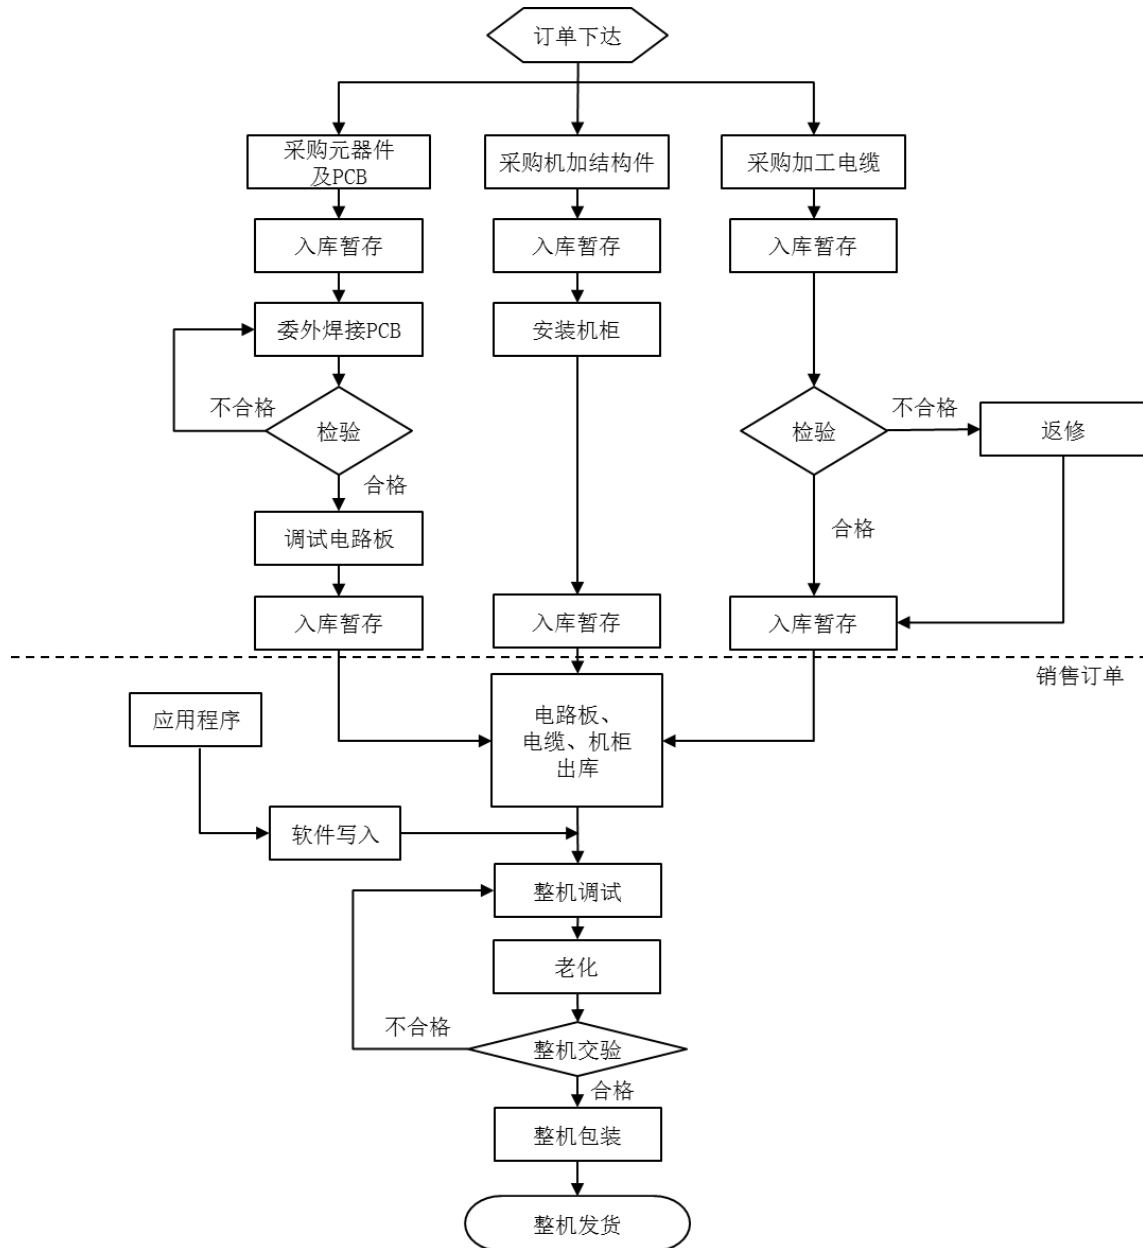 订单下达
采购元器件
及PCB
采购机加结构件
采购加工电缆
入库暂存
入库暂存
入库暂存
委外焊接PCB
安装机柜
不合格
检验
检验
不合格
返修
合格
合格
调试电路板
入库暂存
入库暂存
入库暂存
销售订单
应用程序
电路板、
电缆、机柜
出库
软件写入
整机调试
老化
不合格
整机交验
合格
整机包装
整机发货